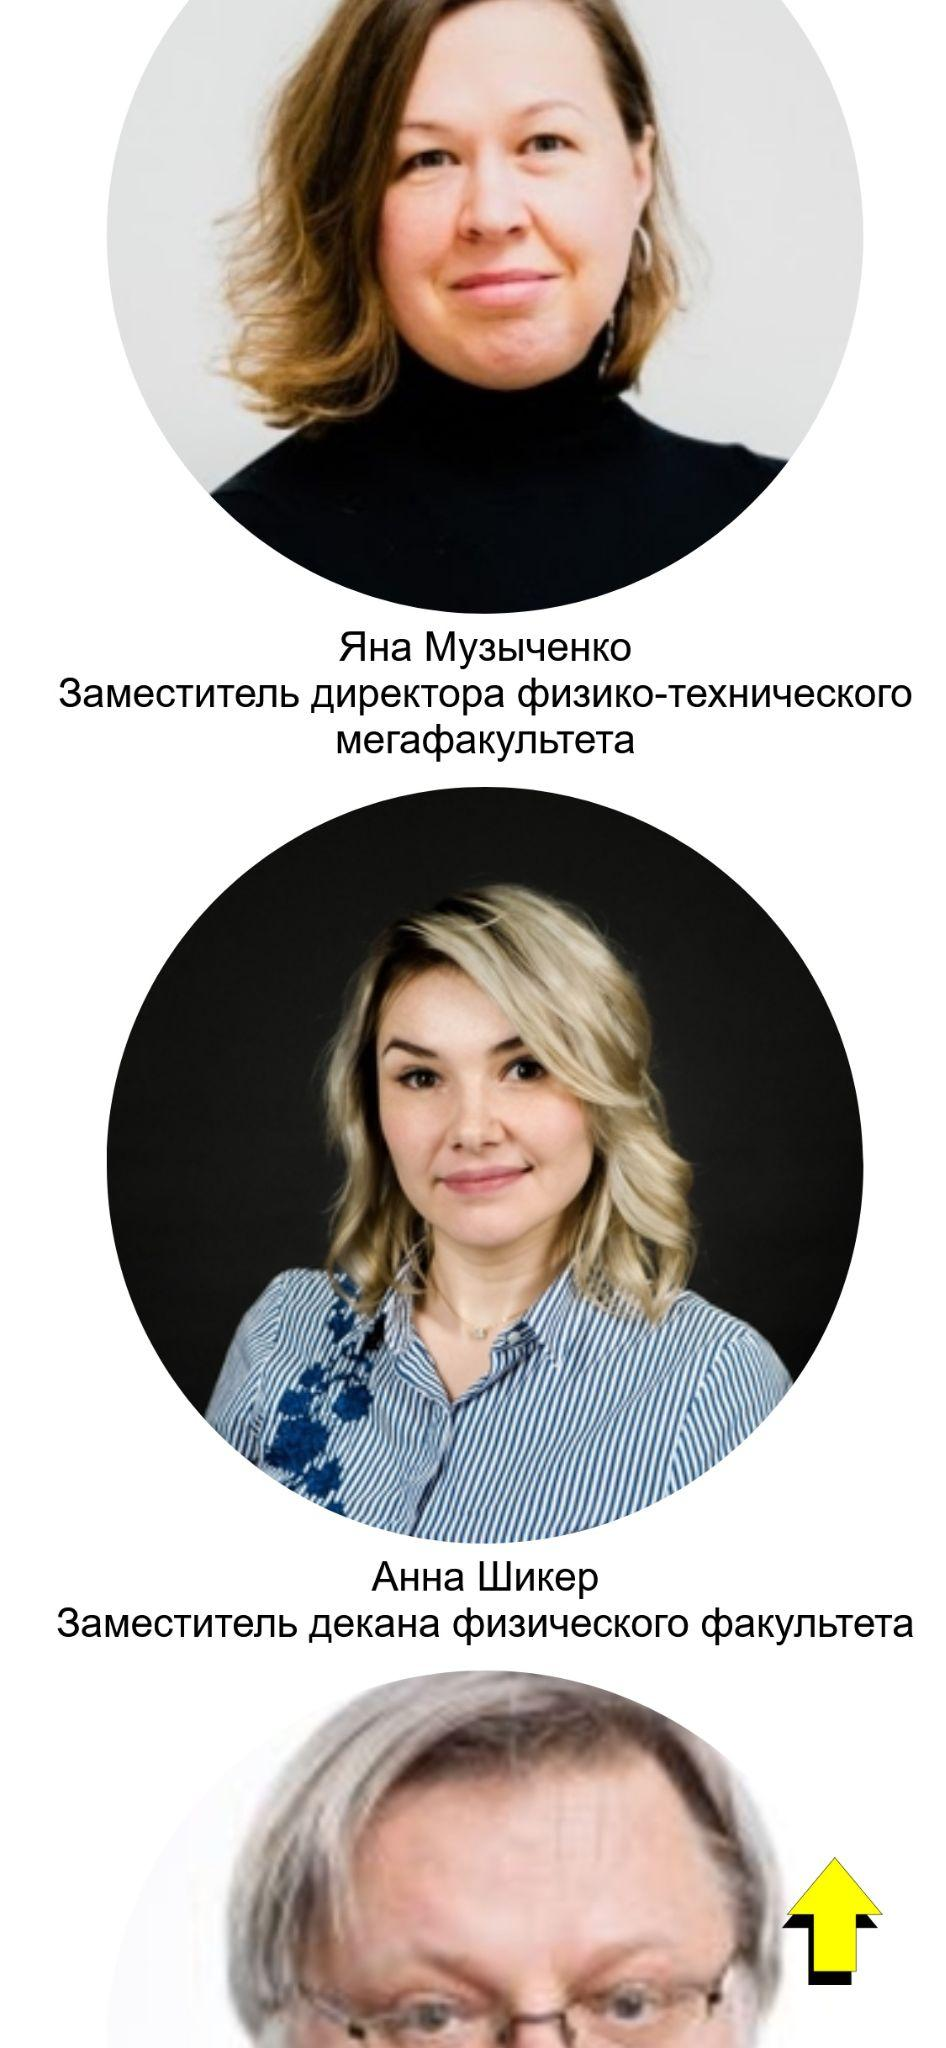 Яна Музыченко
Заместитель директора физико-технического
мегафакультета
Анна Шикер
Заместитель декана физического факультета